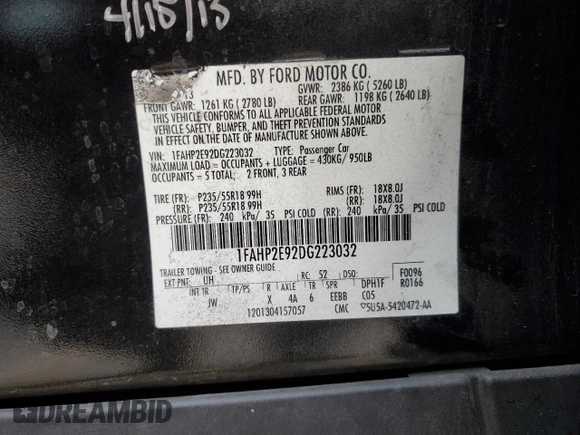 4/18/13
MFD. BY FORD MOTOR CO.
13
GVWR: 2386 KG ( 5260 LB)
FRONT GAWR: 1261 KG ( 2780 LB)
REAR GAWR: 1198 KG ( 2640 LB)
THIS VEHICLE CONFORMS TO ALL APPLICABLE FEDERAL MOTOR
VEHICLE SAFETY, BUMPER, AND THEFT PREVENTION STANDARDS
IN EFFECT ON THE DATE OF MANUFACTURE SHOWN ABOVE.
VIN: 1FAHP2E92DG223032 TYPE: Passenger Car
MAXIMUM LOAD = OCCUPANTS + LUGGAGE = 430KG/ 950LB
OCCUPANTS = 5 TOTAL; 2 FRONT, 3 REAR
TIRE (FR): P235/55R18 99H RIMS (FR): 18X8.0J
(RR): P235/55R18 99H (RR): 18X8.0J
PRESSURE (FR): 240 kPa/ 35 PSI COLD (RR): 240 kPa/ 35 PSI COLD
1FAHP2E92DG223032
TRAILER TOWING - SEE OWNER GUIDE
EXT PNT: UH RC: 52 DSO: F0096
INT TR TP/PS R AXLE TR SPR DPH1F R0166
JW X 4A 6 EEBB C05
1201304157057 CMC 5U5A-5420472-AA
DREAMBID